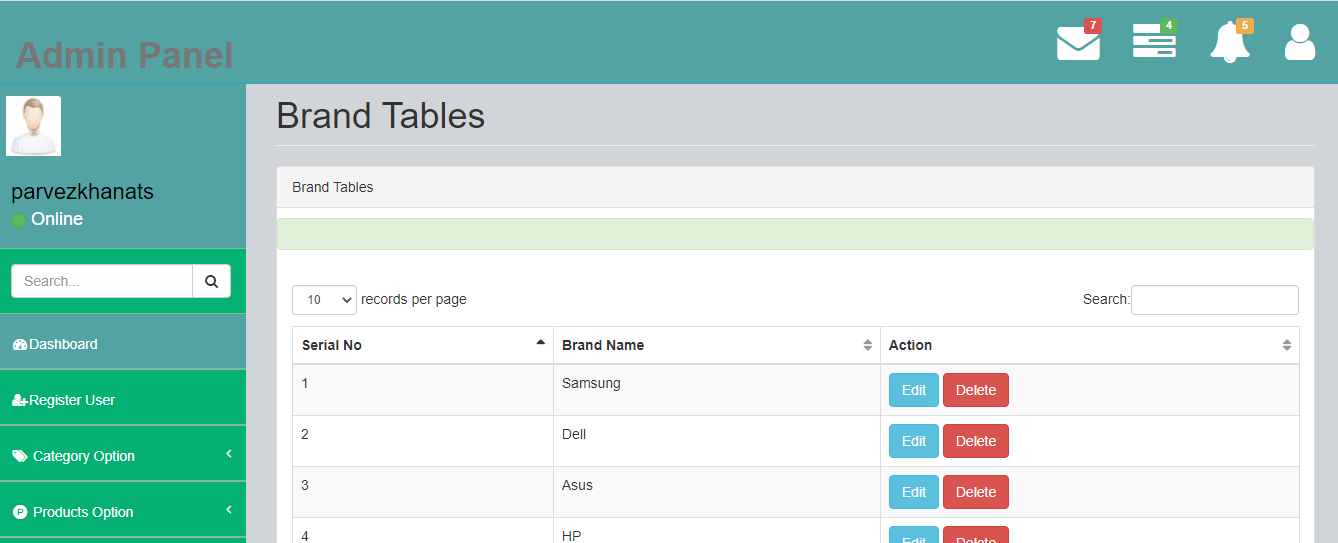 7 4 5
Admin Panel
parvezkhanats
Online
Search...
Dashboard
Register User
Category Option
P Products Option
Brand Tables
Brand Tables
10 records per page Search:
Serial No Brand Name Action
1 Samsung Edit Delete
2 Dell Edit Delete
3 Asus Edit Delete
4 HP Edit Delete